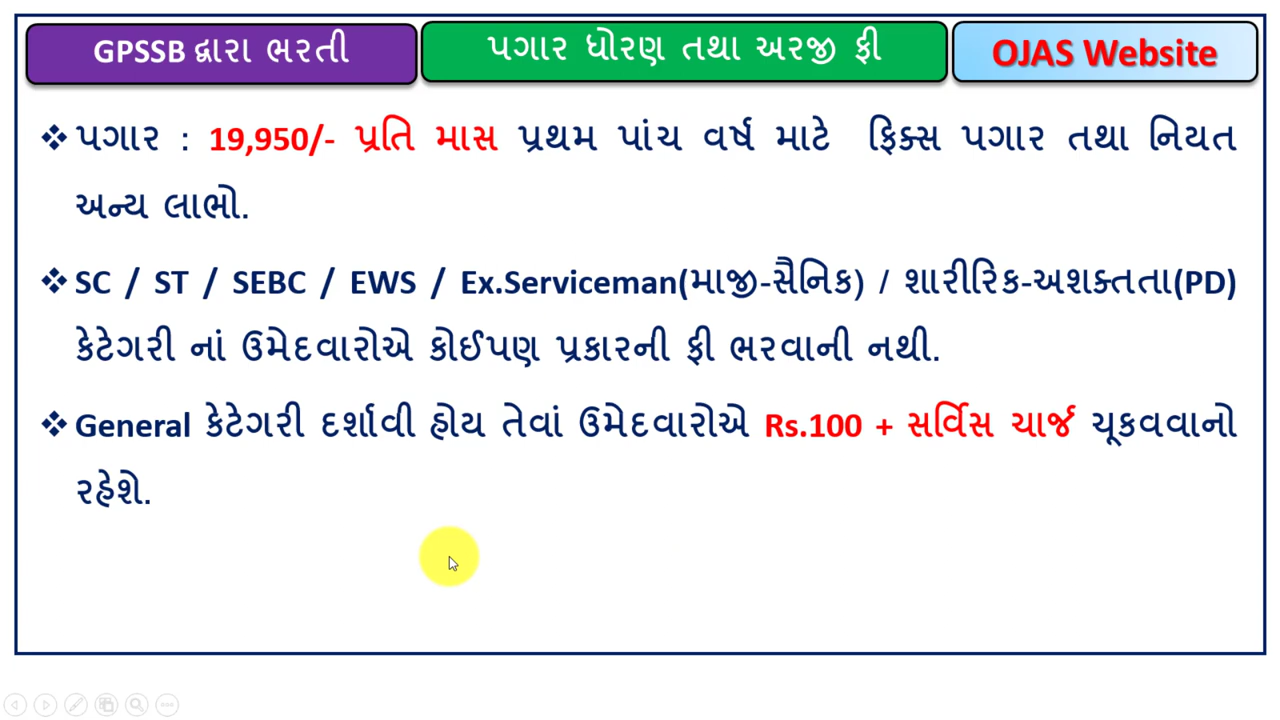 GPSSB દ્વારા ભરતી
પગાર ધોરણ તથા અરજી ફી
OJAS Website
❖ પગાર : 19,950/- પ્રતિ માસ પ્રથમ પાંચ વર્ષ માટે ફિક્સ પગાર તથા નિયત
અન્ય લાભો.
❖ SC / ST / SEBC / EWS / Ex.Serviceman(માજી-સૈનિક) / શારીરિક-અશક્તતા(PD)
કેટેગરી નાં ઉમેદવારોએ કોઈપણ પ્રકારની ફી ભરવાની નથી.
❖ General કેટેગરી દર્શાવી હોય તેવાં ઉમેદવારોએ Rs.100 + સર્વિસ ચાર્જ ચૂકવવાનો
રહેશે.